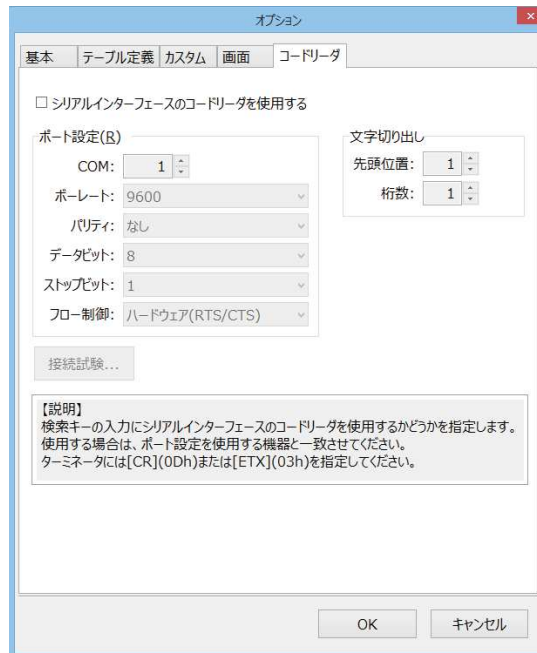 オプション
×
基本 テーブル定義 カスタム 画面 コードリーダ
シリアルインターフェースのコードリーダを使用する
ポート設定(R)
COM: 1
ボーレート: 9600
パリティ: なし
データビット: 8
ストップビット: 1
フロー制御: ハードウェア(RTS/CTS)
文字切り出し
先頭位置: 1
桁数: 1
接続試験...
【説明】
検索キーの入力にシリアルインターフェースのコードリーダを使用するかどうかを指定します。
使用する場合は、ポート設定を使用する機器と一致させてください。
ターミネータには[CR](0Dh)または[ETX](03h)を指定してください。
OK キャンセル